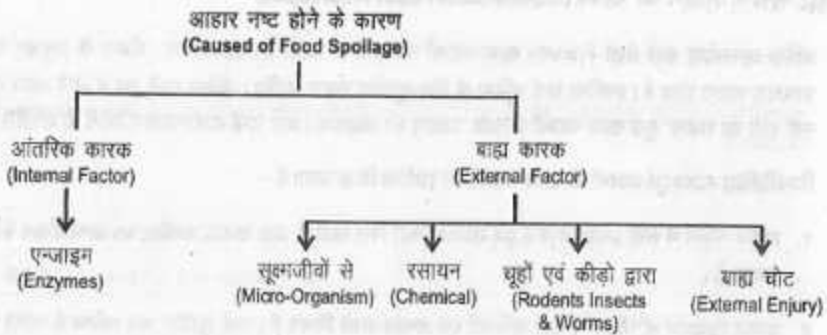 आहार नष्ट होने के कारण
(Caused of Food Spoilage)
आंतरिक कारक
(Internal Factor)
बाह्य कारक
(External Factor)
एन्जाइम
(Enzymes)
सूक्ष्मजीवों से
(Micro-Organism)
रसायन
(Chemical)
चूहों एवं कीड़ो द्वारा
(Rodents Insects
& Worms)
बाह्य चोट
(External Enjury)